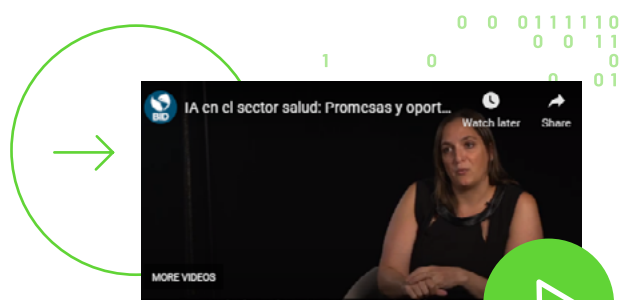 0 0 0111110
0 0 11
1 0 0
0 01
BID
IA en el sector salud: Promesas y oport...
Watch later
Share
MORE VIDEOS